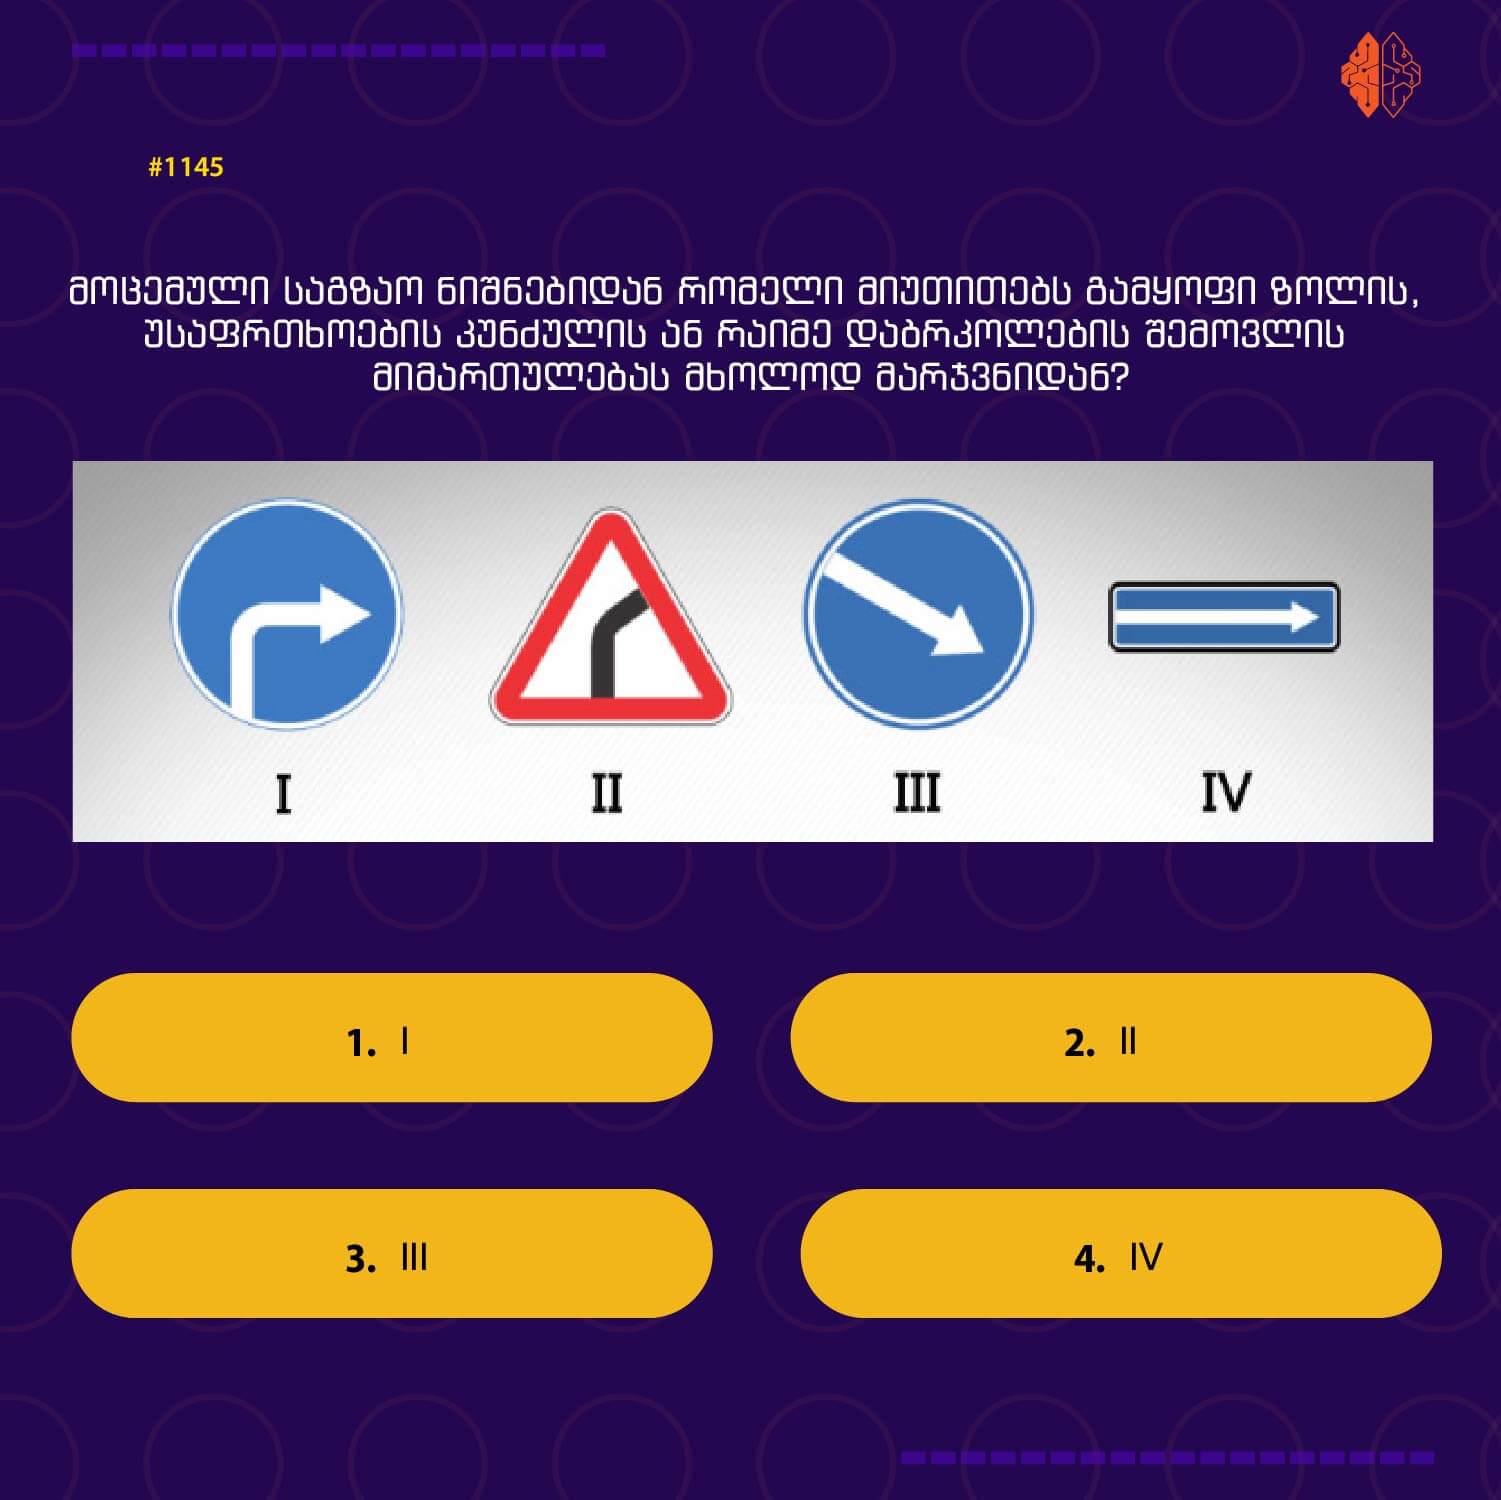 #1145
მოცემული საგზაო ნიშნებიდან რომელი მიუთითებს გამყოფი ზოლის,
უსაფრთხოების კუნძულის ან რაიმე დაბრკოლების შემოვლის
მიმართულებას მხოლოდ მარჯვნიდან?
I II III IV
1. I
2. II
3. III
4. IV